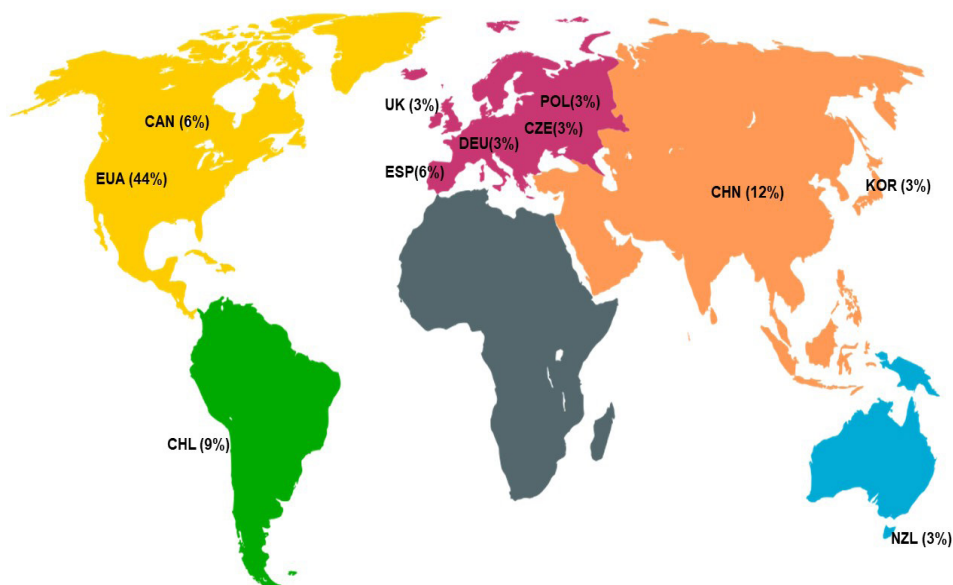 UK (3%)
POL(3%)
CAN (6%)
CZE(3%)
DEU(3%)
ESP(6%)
EUA (44%)
CHN (12%)
KOR (3%)
CHL (9%)
NZL (3%)